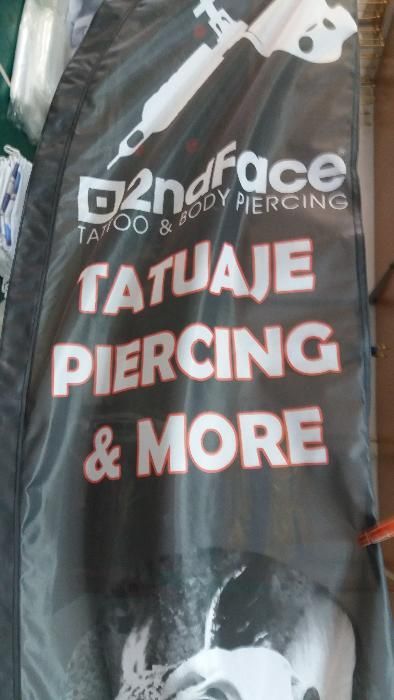 2ndFace
TATTOO & BODY PIERCING
TATUAJE
PIERCING
& MORE